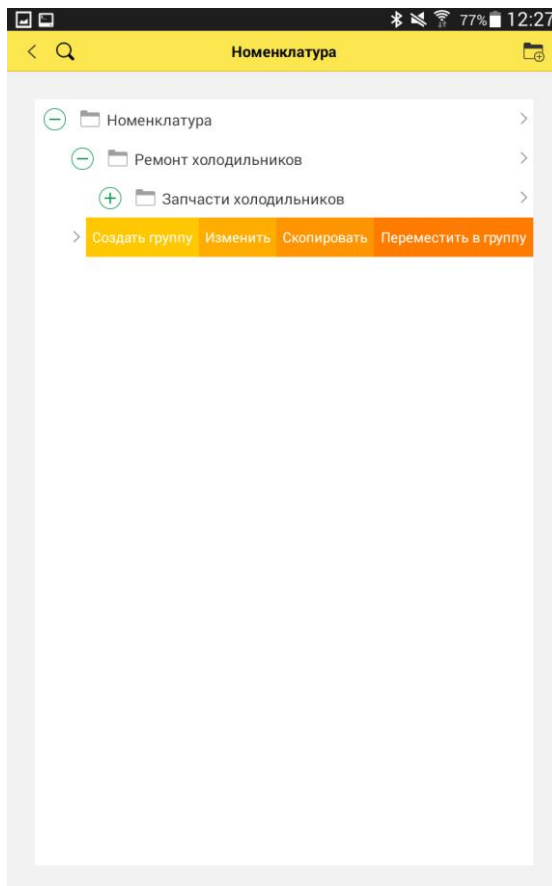 77% 12:27
Номенклатура
Номенклатура
Ремонт холодильников
Запчасти холодильников
Создать группу Изменить Скопировать Переместить в группу